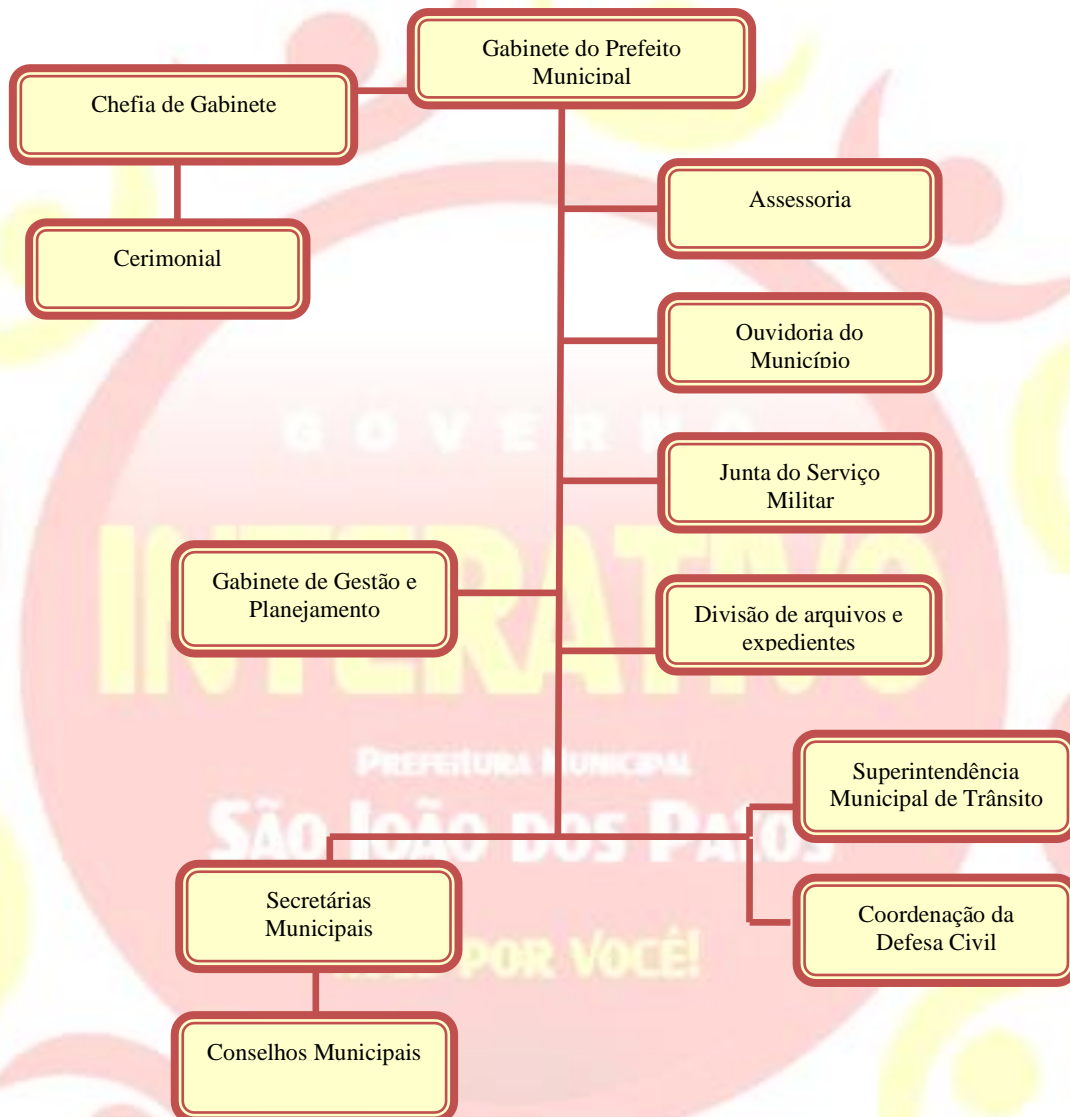 Gabinete do Prefeito
Municipal
Chefia de Gabinete
Assessoria
Cerimonial
Ouvidoria do
Município
GOVERNO
Junta do Serviço
Militar
INTERATIVO
Gabinete de Gestão e
Planejamento
Divisão de arquivos e
expedientes
PREFEITURA MUNICIPAL
Superintendência
Municipal de Trânsito
SÃO JOÃO DOS PATOS
Secretárias
Municipais
Coordenação da
Defesa Civil
POR VOCÊ!
Conselhos Municipais